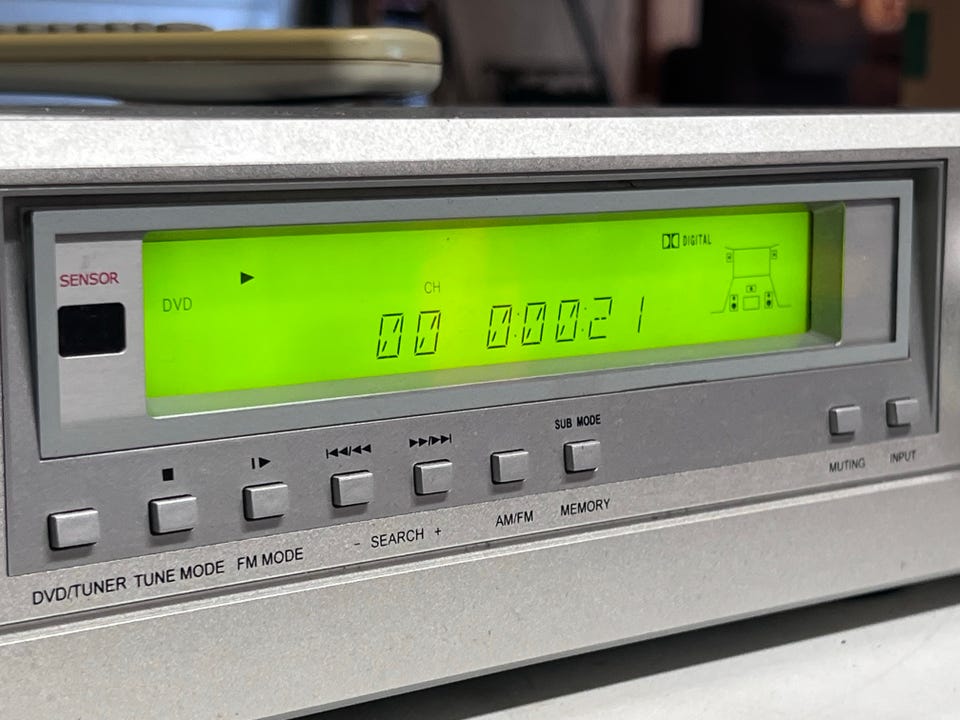 SENSOR
DVD
CH
DIGITAL
00 0:00:21
SUB MODE
MUTING
INPUT
DVD/TUNER
TUNE MODE
FM MODE
– SEARCH +
AM/FM
MEMORY